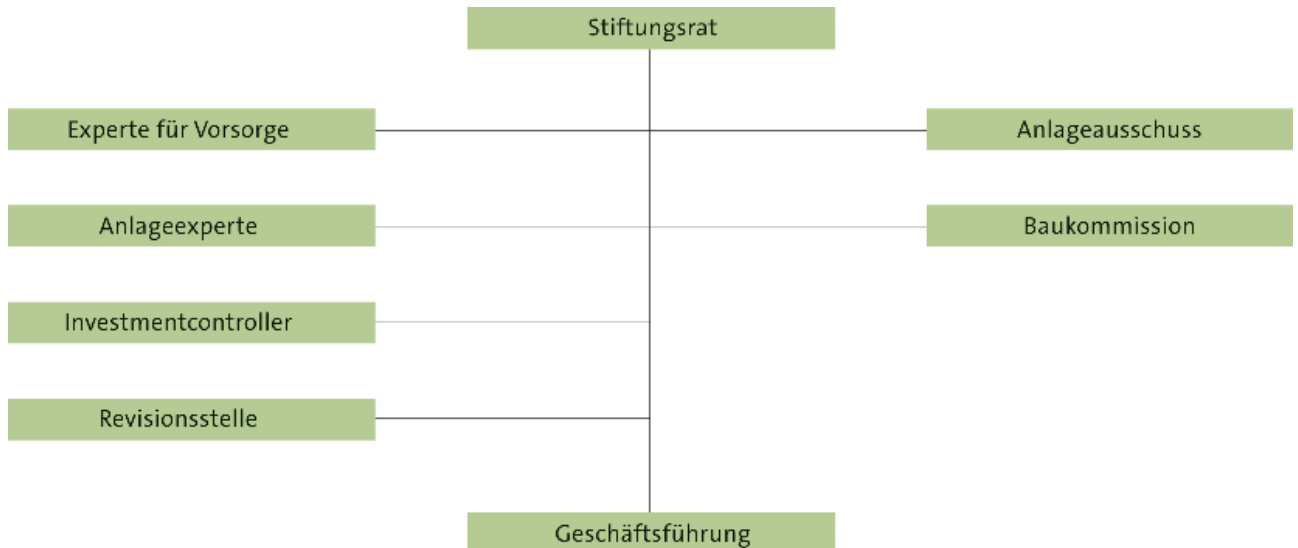 Stiftungsrat
Experte für Vorsorge
Anlageausschuss
Anlageexperte
Baukommission
Investmentcontroller
Revisionsstelle
Geschäftsführung